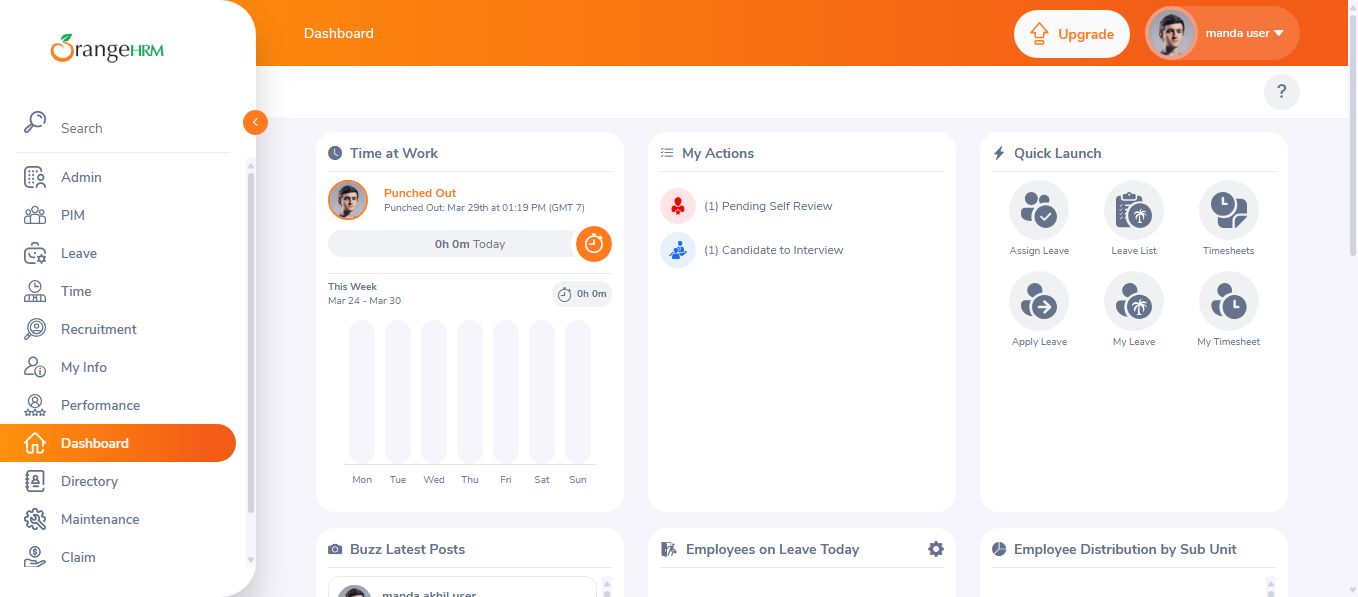 OrangeHRM
Dashboard
Upgrade
manda user
?
Search
Admin
PIM
Leave
Time
Recruitment
My Info
Performance
Dashboard
Directory
Maintenance
Claim
Time at Work
Punched Out
Punched Out: Mar 29th at 01:19 PM (GMT 7)
0h 0m Today
This Week
Mar 24 - Mar 30
0h 0m
Mon Tue Wed Thu Fri Sat Sun
My Actions
(1) Pending Self Review
(1) Candidate to Interview
Quick Launch
Assign Leave
Leave List
Timesheets
Apply Leave
My Leave
My Timesheet
Buzz Latest Posts
manda akhil user
Employees on Leave Today
Employee Distribution by Sub Unit